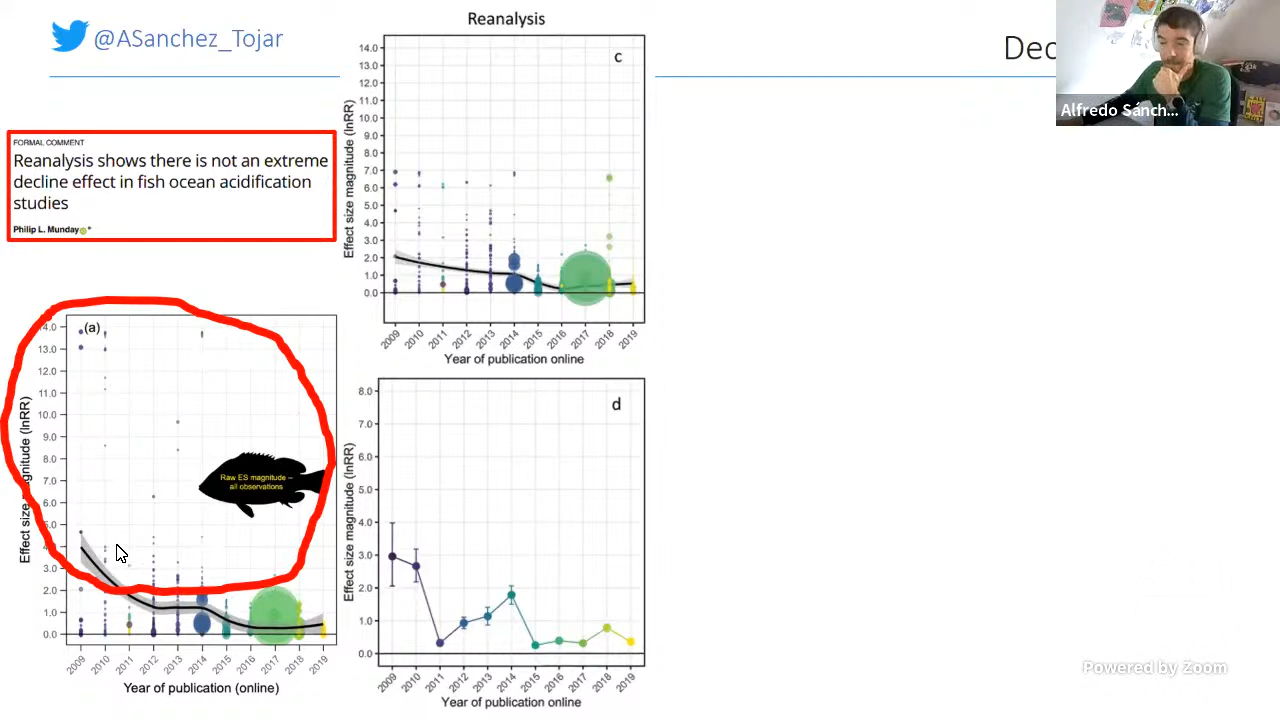 @ASanchez_Tojar
Dec
Alfredo Sánch...
FORMAL COMMENT
Reanalysis shows there is not an extreme
decline effect in fish ocean acidification
studies
Philip L. Munday
Reanalysis
c
Effect size magnitude (lnRR)
14.0
13.0
12.0
11.0
10.0
9.0
8.0
7.0
6.0
5.0
4.0
3.0
2.0
1.0
0.0
2009 2010 2011 2012 2013 2014 2015 2016 2017 2018 2019
Year of publication online
(a)
Effect size magnitude (lnRR)
4.0
13.0
12.0
11.0
10.0
9.0
8.0
7.0
6.0
5.0
4.0
3.0
2.0
1.0
0.0
Raw ES magnitude –
all observations
2009 2010 2011 2012 2013 2014 2015 2016 2017 2018 2019
Year of publication (online)
d
Effect size magnitude (lnRR)
8.0
7.0
6.0
5.0
4.0
3.0
2.0
1.0
0.0
2009 2010 2011 2012 2013 2014 2015 2016 2017 2018 2019
Year of publication online
Powered by Zoom